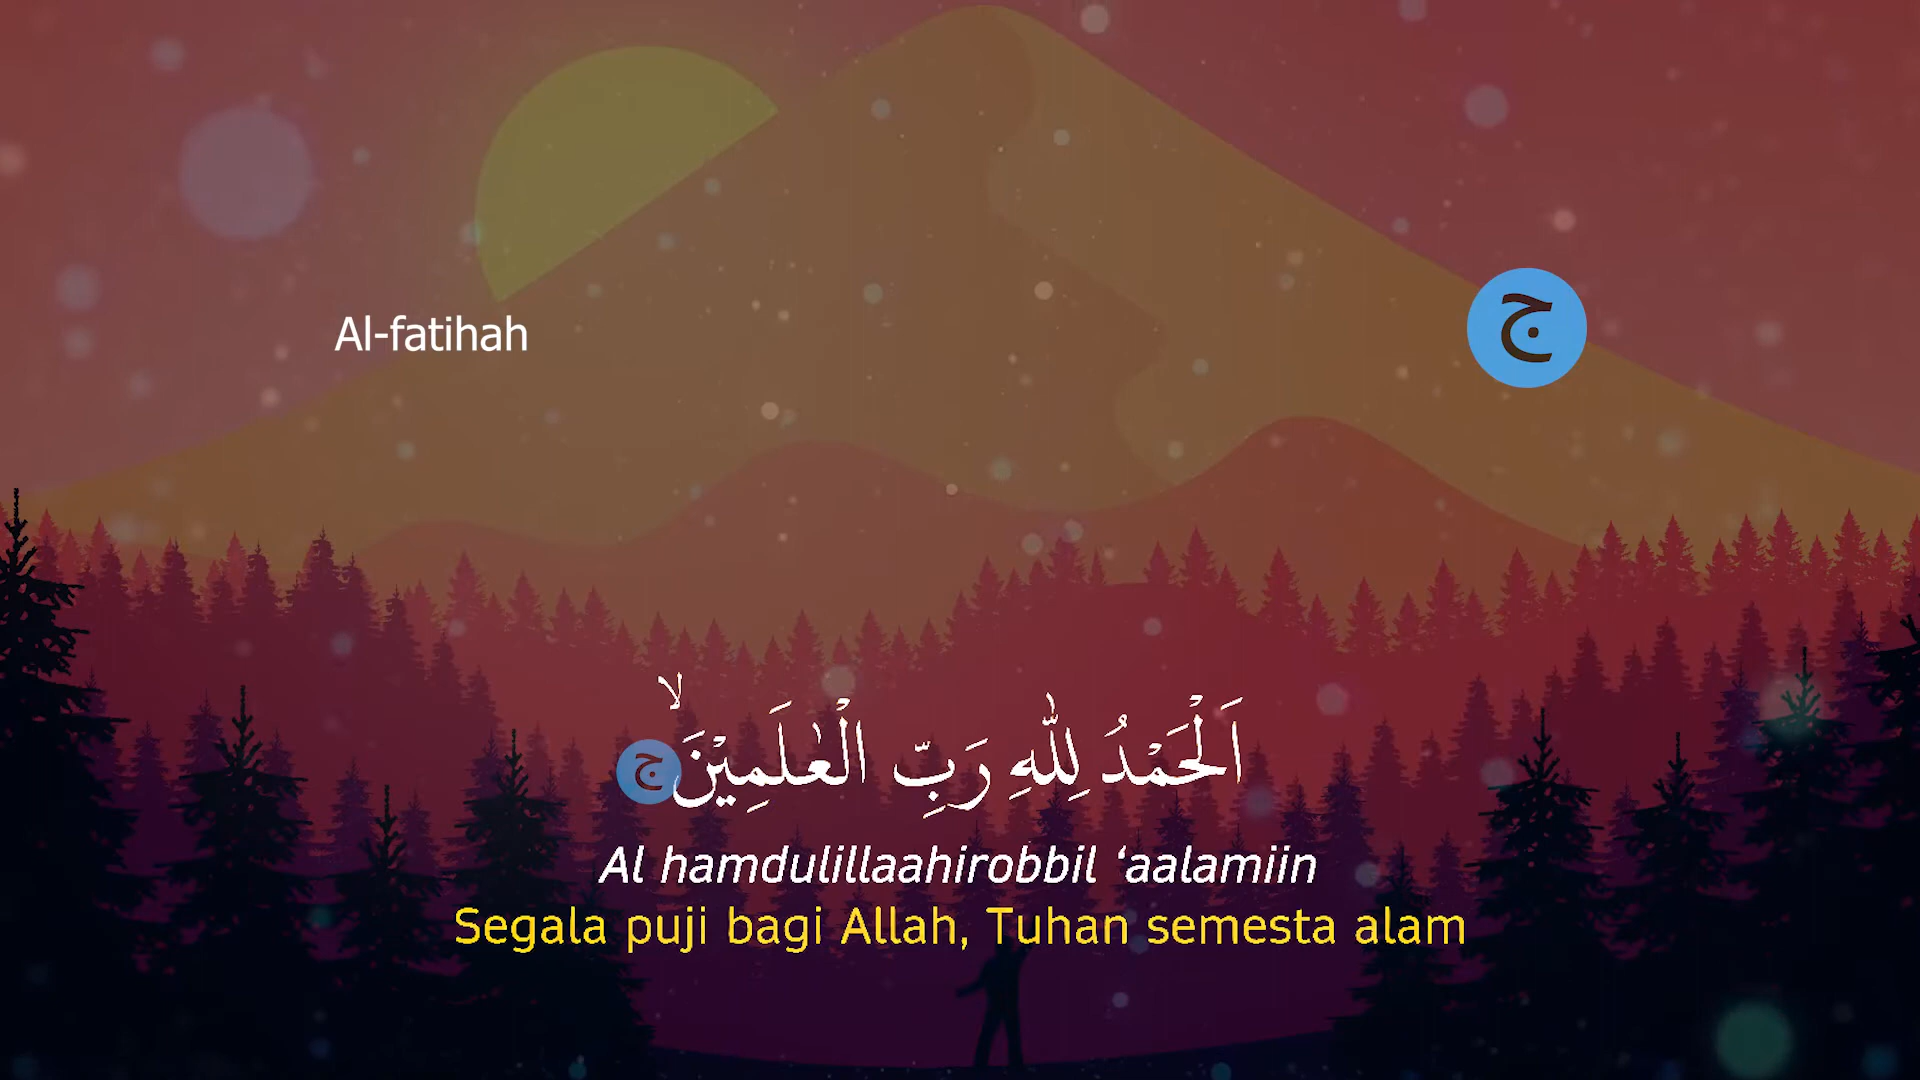 Al-fatihah
ج
اَلْحَمْدُ لِلّٰهِ رَبِّ الْعٰلَمِيْنَۙ
ج
Al hamdulillaahirobbil ‘aalamiin
Segala puji bagi Allah, Tuhan semesta alam